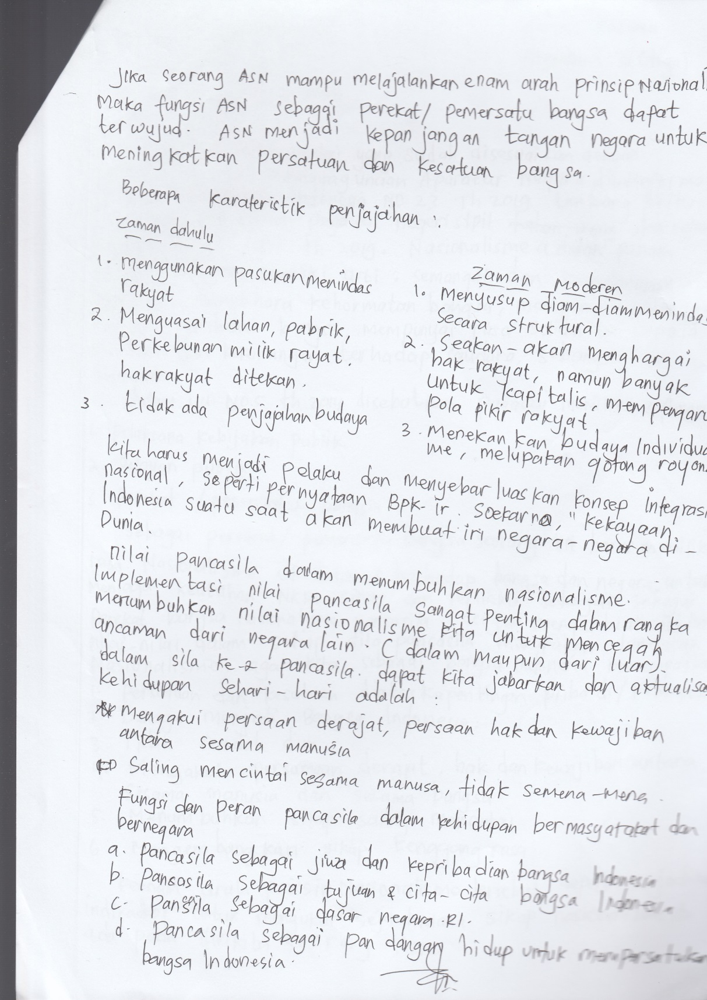 Jika seorang ASN mampu melajalankan enam arah prinsip Nasional
Maka fungsi ASN sebagai perekat/ pemersatu bangsa dapat
terwujud. ASN menjadi kepanjangan tangan negara untuk
meningkatkan persatuan dan kesatuan bangsa.
Beberapa karateristik penjajahan :
Zaman dahulu
1. menggunakan pasukan menindas
rakyat
2. Menguasai lahan, pabrik,
Perkebunan milik rayat.
hak rakyat ditekan.
3. tidak ada penjajahan budaya
Zaman Moderen
1. Menyusup diam-diam meninda
secara struktural.
2. Seakan-akan menghargai
hak rakyat, namun banyak
untuk kapitalis, mempengaru
pola pikir rakyat
3. Menekan kan budaya Individua
me, melupakan gotong royon
kita harus menjadi pelaku dan menyebar luaskan konsep integrasi
nasional, seperti pernyataan Bpk-ir. Soekarno, "kekayaan
Indonesia suatu saat akan membuat iri negara-negara di-
Dunia.
nilai pancasila dalam menumbuhkan nasionalisme.
Implementasi nilai pancasila sangat penting dalam rangka
menumbuhkan nilai nasionalisme kita untuk mencegah
ancaman dari negara lain. (dalam maupun dari luar).
dalam sila ke-2 pancasila. dapat kita jabarkan dan aktualisa
kehidupan sehari-hari adalah :
mengakui persaan derajat, persaan hak dan kewajiban
antara sesama manusia
Saling mencintai sesama manusa, tidak semena-mena.
Fungsi dan peran pancasila dalam kehidupan bermasyatakat dan
bernegara
a. pancasila sebagai jiwa dan kepribadian bangsa Indonesia
b. pancasila sebagai tujuan & cita-cita bangsa Indonesia
c. pancasila sebagai dasar negara RI.
d. pancasila sebagai pandangan hidup untuk mempersatukan
bangsa Indonesia.